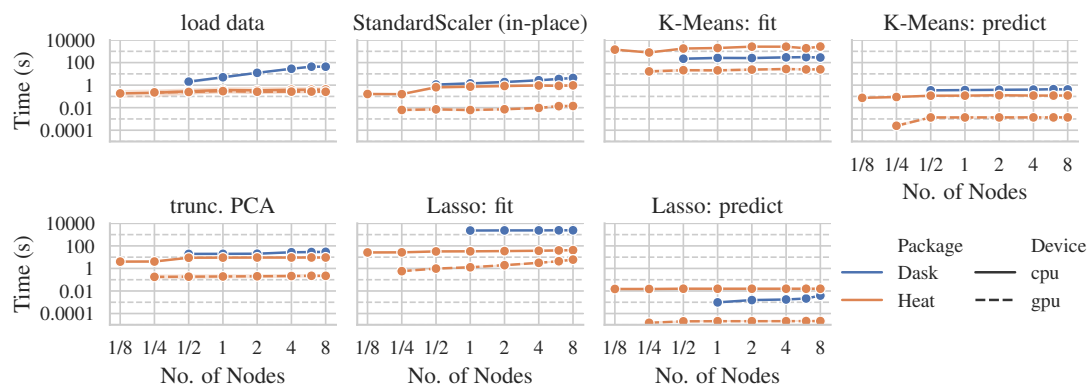 load data
StandardScaler (in-place)
K-Means: fit
K-Means: predict
10000
100
1
0.01
0.0001
Time (s)
1/8 1/4 1/2 1 2 4 8
No. of Nodes
trunc. PCA
Lasso: fit
Lasso: predict
10000
100
1
0.01
0.0001
Time (s)
1/8 1/4 1/2 1 2 4 8
No. of Nodes
1/8 1/4 1/2 1 2 4 8
No. of Nodes
1/8 1/4 1/2 1 2 4 8
No. of Nodes
Package Device
Dask cpu
Heat gpu